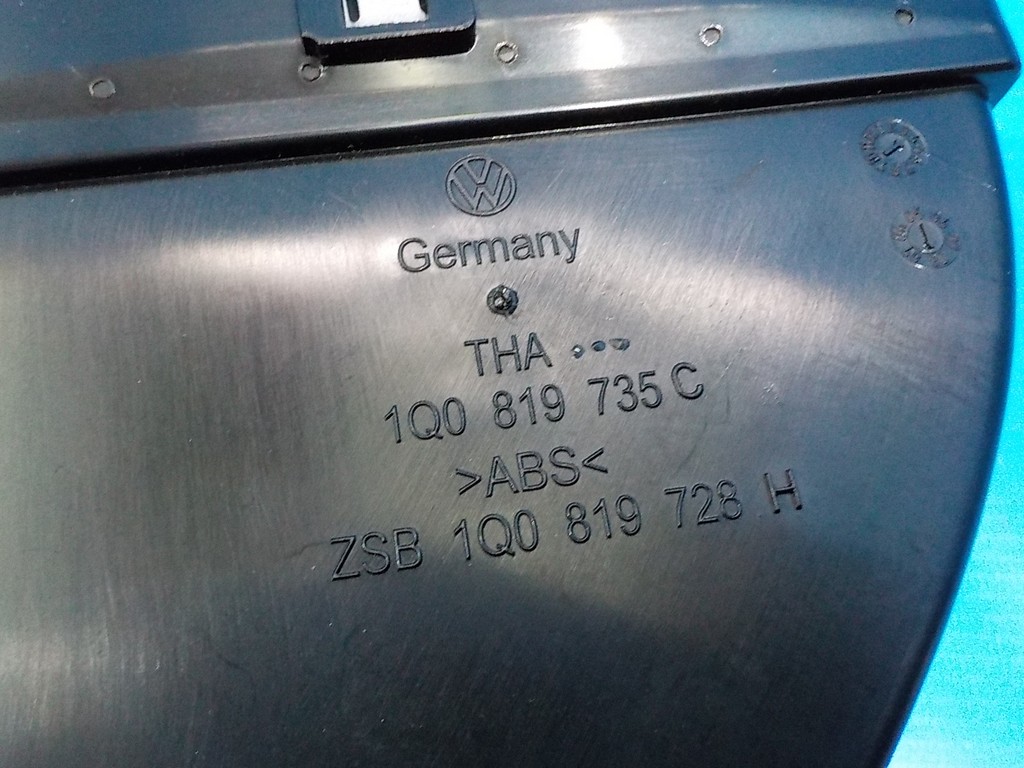 Germany
THA ...
1Q0 819 735 C
>ABS<
ZSB 1Q0 819 728 H